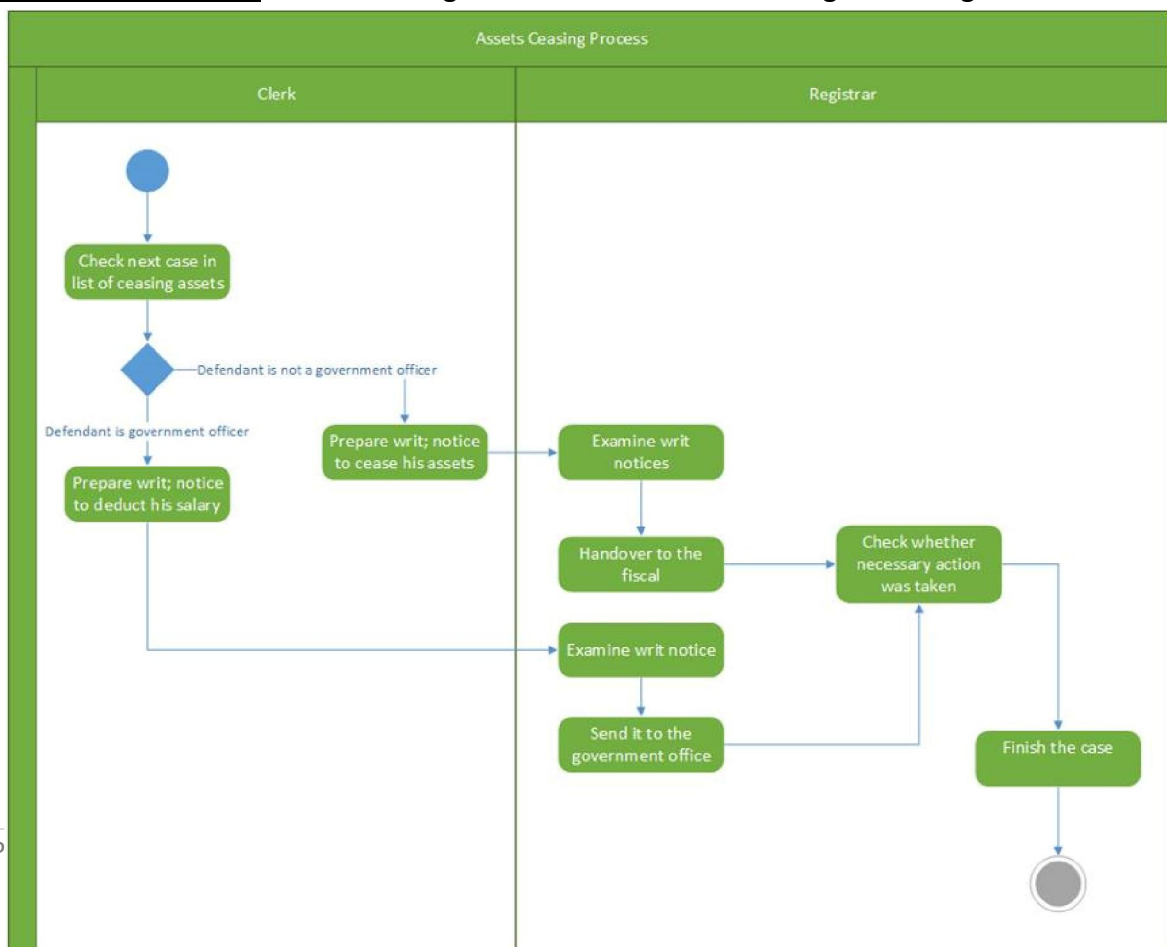 Assets Ceasing Process
Clerk
Registrar
Check next case in
list of ceasing assets
Defendant is not a government officer
Defendant is government officer
Prepare writ; notice
to cease his assets
Prepare writ; notice
to deduct his salary
Examine writ
notices
Handover to the
fiscal
Check whether
necessary action
was taken
Examine writ notice
Send it to the
government office
Finish the case